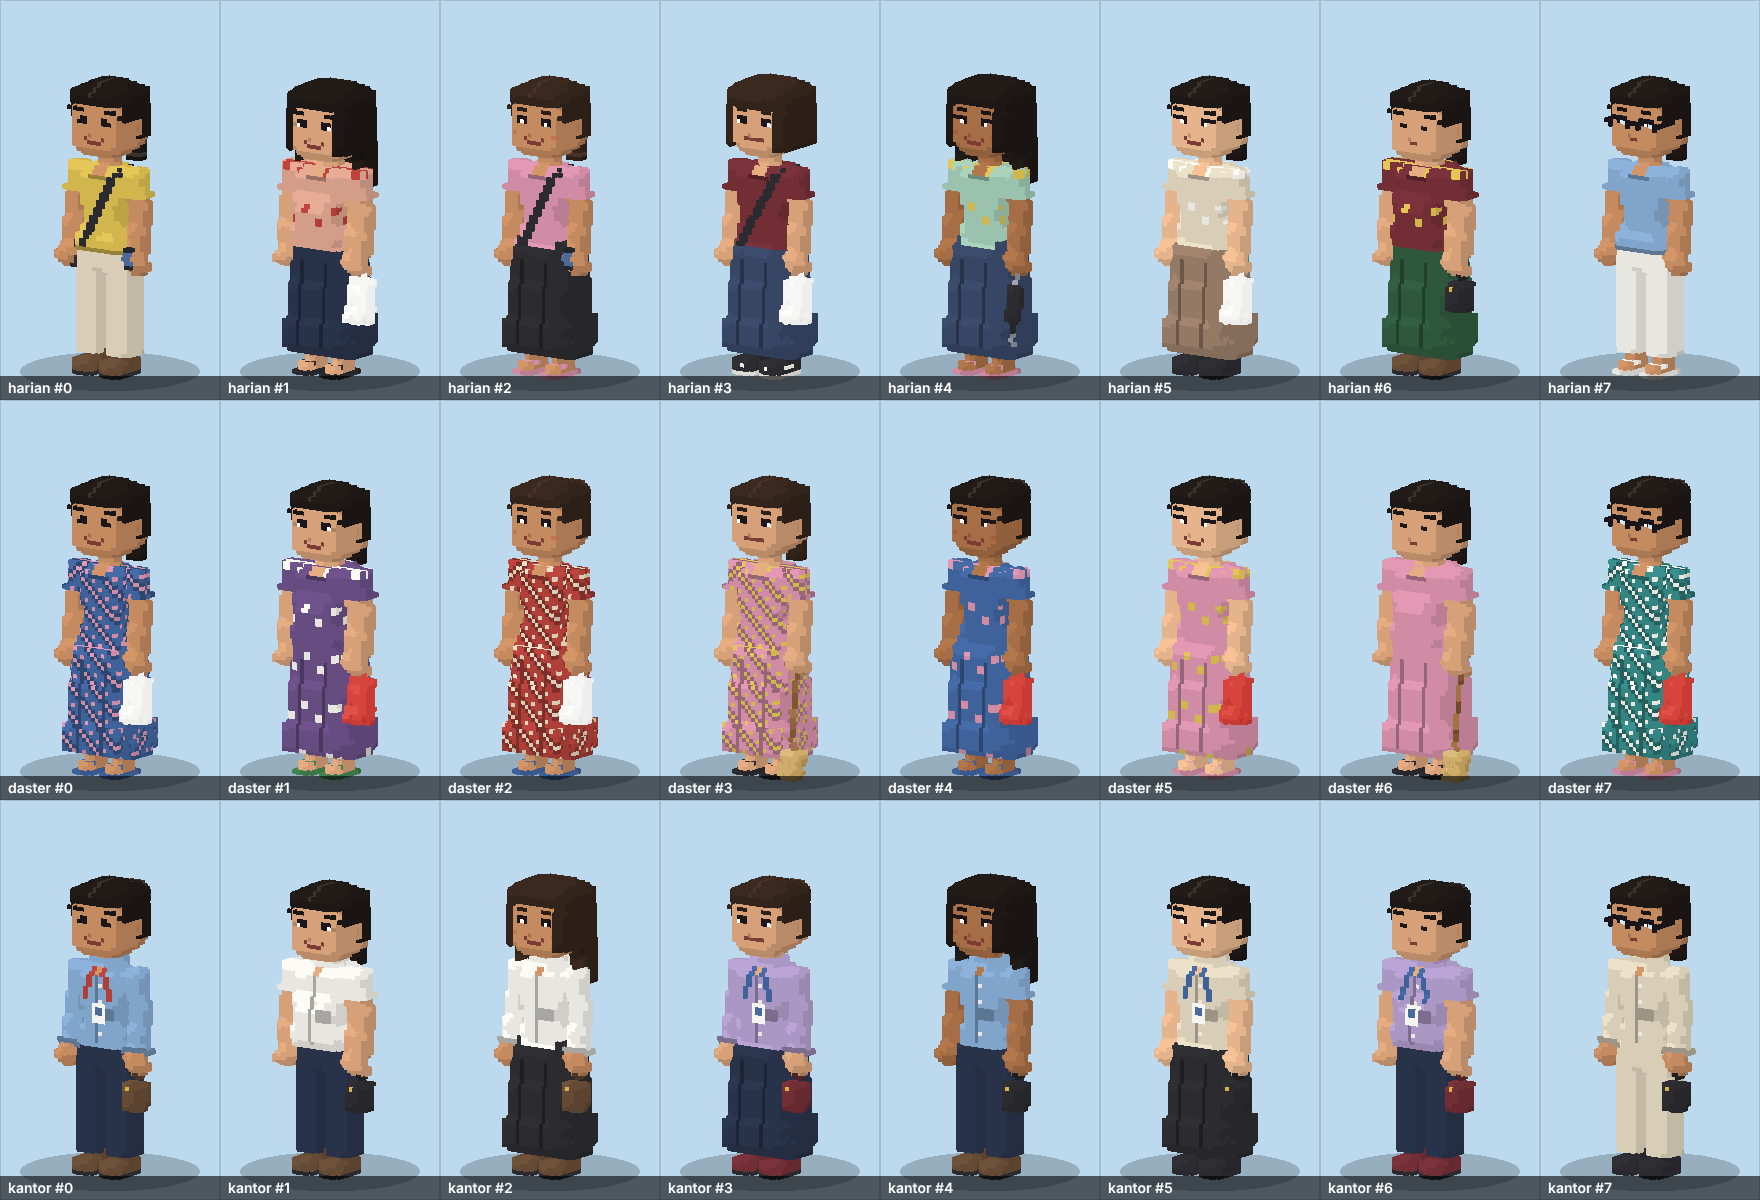 harian #0
harian #1
harian #2
harian #3
harian #4
harian #5
harian #6
harian #7
daster #0
daster #1
daster #2
daster #3
daster #4
daster #5
daster #6
daster #7
kantor #0
kantor #1
kantor #2
kantor #3
kantor #4
kantor #5
kantor #6
kantor #7